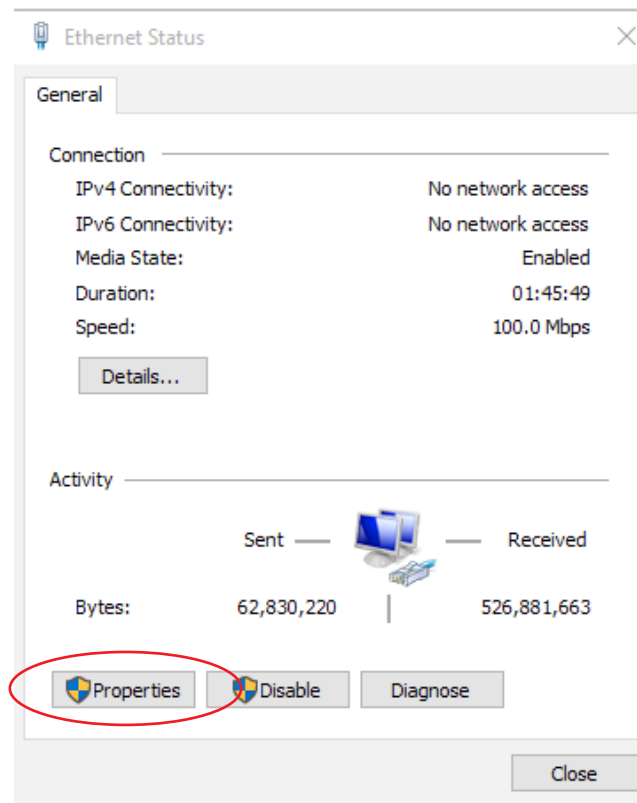 Ethernet Status
General
Connection
IPv4 Connectivity: No network access
IPv6 Connectivity: No network access
Media State: Enabled
Duration: 01:45:49
Speed: 100.0 Mbps
Details...
Activity
Sent Received
Bytes: 62,830,220 526,881,663
Properties Disable Diagnose
Close